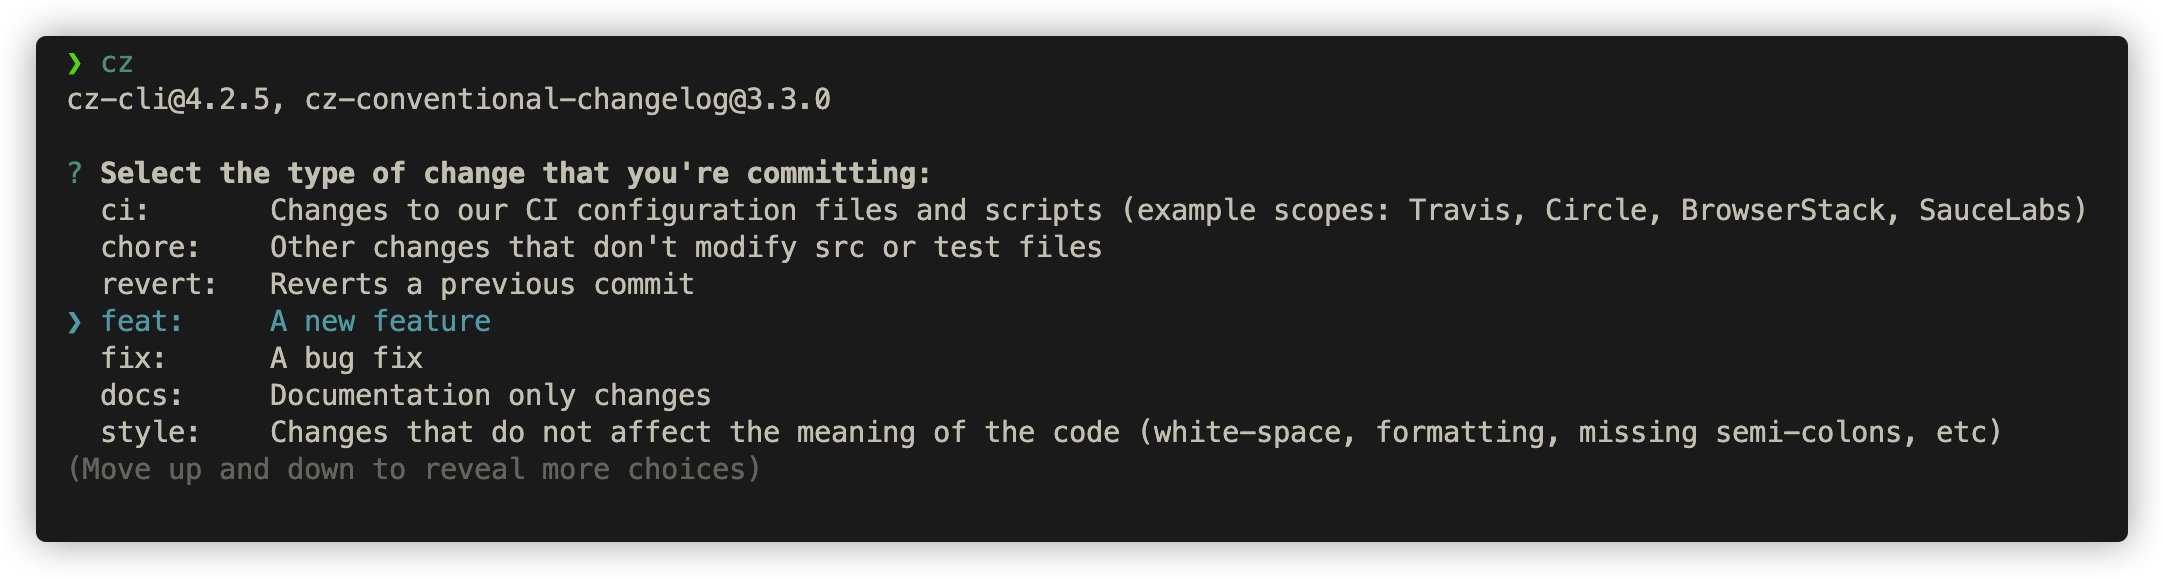 ❯ cz
cz-cli@4.2.5, cz-conventional-changelog@3.3.0
? Select the type of change that you're committing:
ci: Changes to our CI configuration files and scripts (example scopes: Travis, Circle, BrowserStack, SauceLabs)
chore: Other changes that don't modify src or test files
revert: Reverts a previous commit
❯ feat: A new feature
fix: A bug fix
docs: Documentation only changes
style: Changes that do not affect the meaning of the code (white-space, formatting, missing semi-colons, etc)
(Move up and down to reveal more choices)